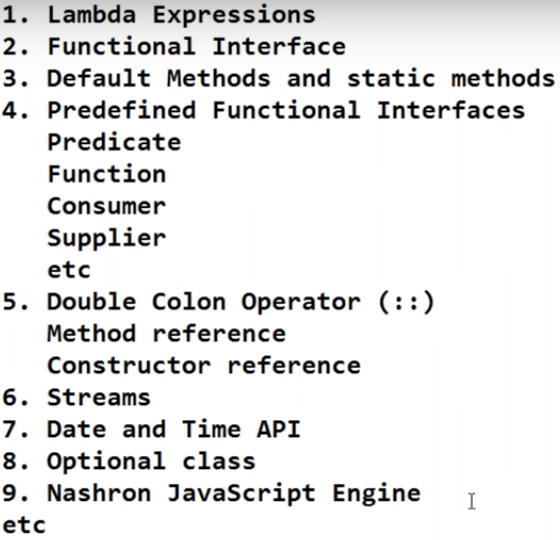 1. Lambda Expressions
2. Functional Interface
3. Default Methods and static methods
4. Predefined Functional Interfaces
Predicate
Function
Consumer
Supplier
etc
5. Double Colon Operator (::)
Method reference
Constructor reference
6. Streams
7. Date and Time API
8. Optional class
9. Nashron JavaScript Engine
etc